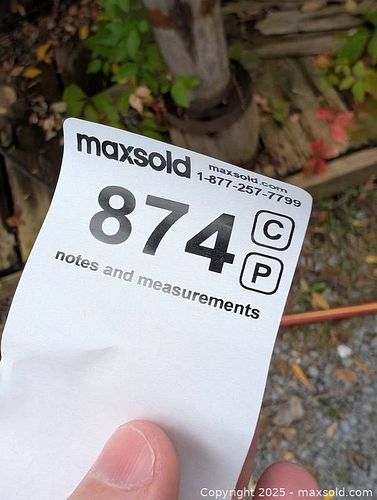 maxsold
maxsold.com
1-877-257-7799
874
C
P
notes and measurements
Copyright 2025 - maxsold.com